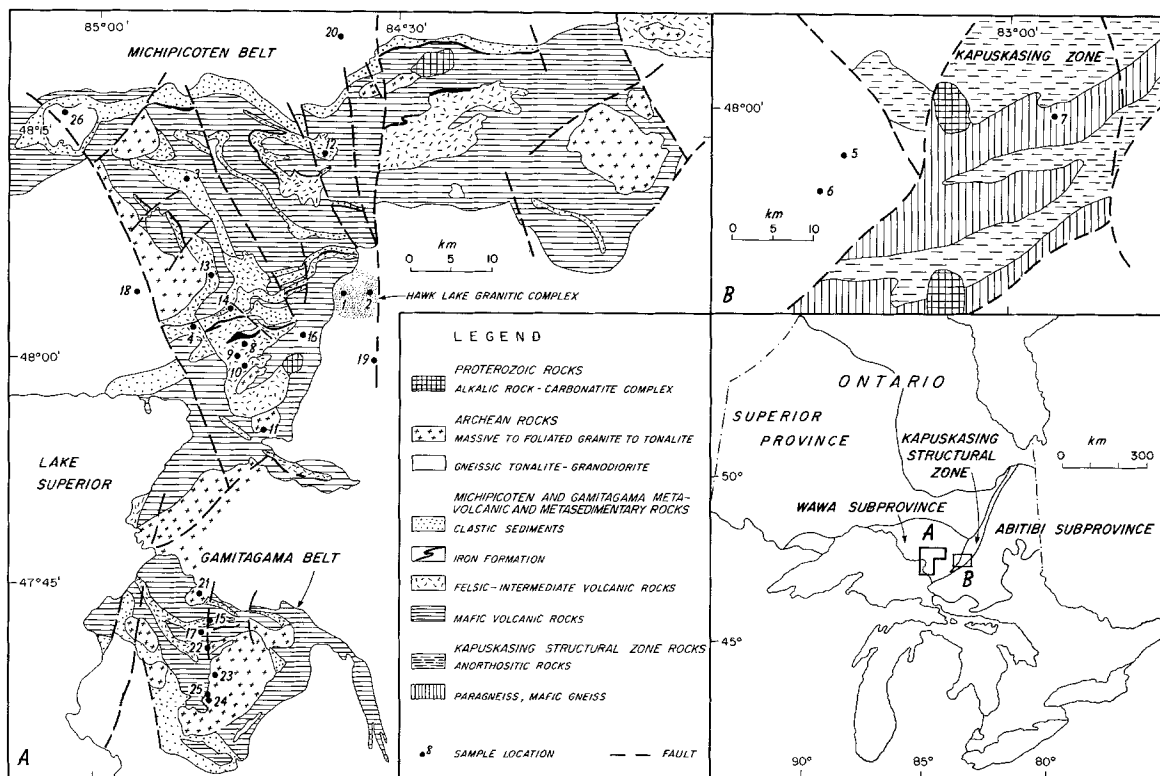 85°00'
84°30'
20
MICHIPICOTEN BELT
26
48°15'
12
3
km
0 5 10
13
18
14
1 2
HAWK LAKE GRANITIC COMPLEX
4
8
16
9
10
48°00'
19
11
LAKE
SUPERIOR
GAMITAGAMA BELT
47°45'
21
15
17
22
23
25
24
A
83°00'
KAPUSKASING ZONE
48°00'
7
5
6
km
0 10
B
LEGEND
PROTEROZOIC ROCKS
ALKALIC ROCK-CARBONATITE COMPLEX
ARCHEAN ROCKS
MASSIVE TO FOLIATED GRANITE TO TONALITE
GNEISSIC TONALITE-GRANODIORITE
MICHIPICOTEN AND GAMITAGAMA META-
VOLCANIC AND METASEDIMENTARY ROCKS
CLASTIC SEDIMENTS
IRON FORMATION
FELSIC-INTERMEDIATE VOLCANIC ROCKS
MAFIC VOLCANIC ROCKS
KAPUSKASING STRUCTURAL ZONE ROCKS
ANORTHOSITIC ROCKS
PARAGNEISS, MAFIC GNEISS
8 SAMPLE LOCATION
FAULT
ONTARIO
SUPERIOR
PROVINCE
KAPUSKASING
STRUCTURAL
ZONE
km
0 300
50°
WAWA SUBPROVINCE
ABITIBI SUBPROVINCE
A
B
45°
90°
85°
80°